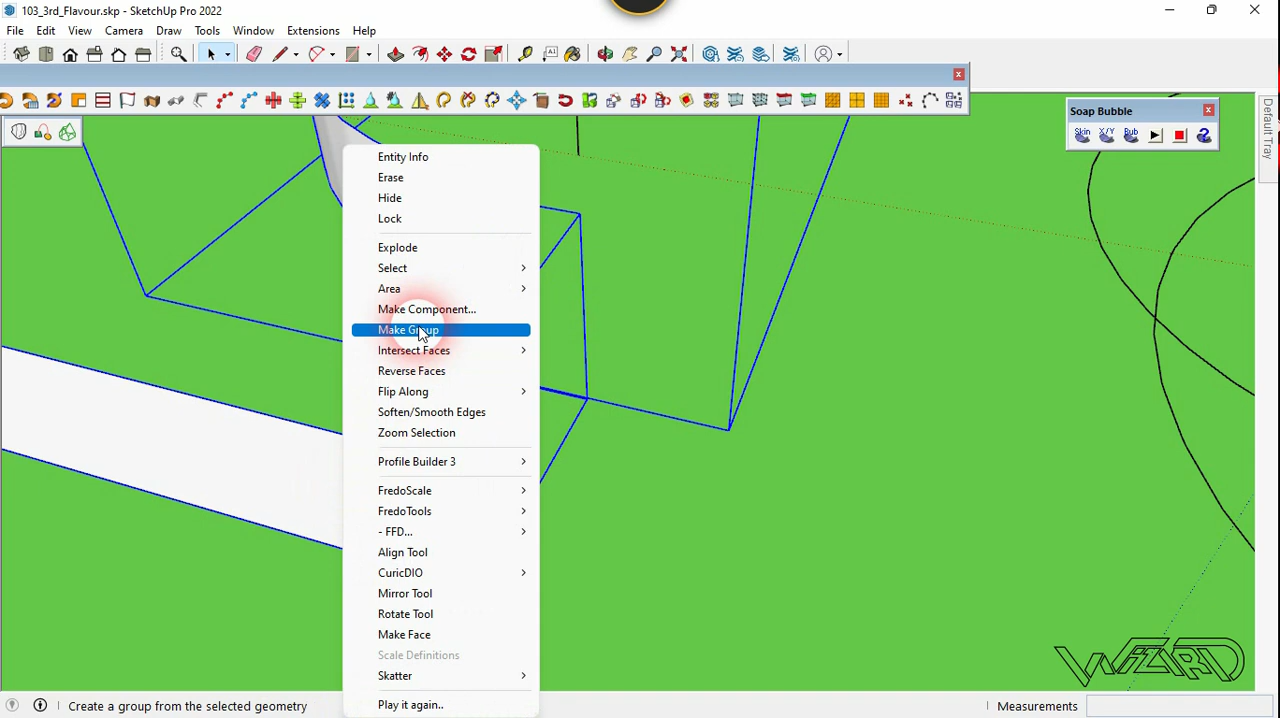 103_3rd_Flavour.skp - SketchUp Pro 2022
File Edit View Camera Draw Tools Window Extensions Help
Soap Bubble
Skin X/Y Bub
Default Tray
Entity Info
Erase
Hide
Lock
Explode
Select
Area
Make Component...
Make Group
Intersect Faces
Reverse Faces
Flip Along
Soften/Smooth Edges
Zoom Selection
Profile Builder 3
FredoScale
FredoTools
- FFD...
Align Tool
CuricDIO
Mirror Tool
Rotate Tool
Make Face
Scale Definitions
Skatter
Play it again..
WIZARD
Create a group from the selected geometry
Measurements